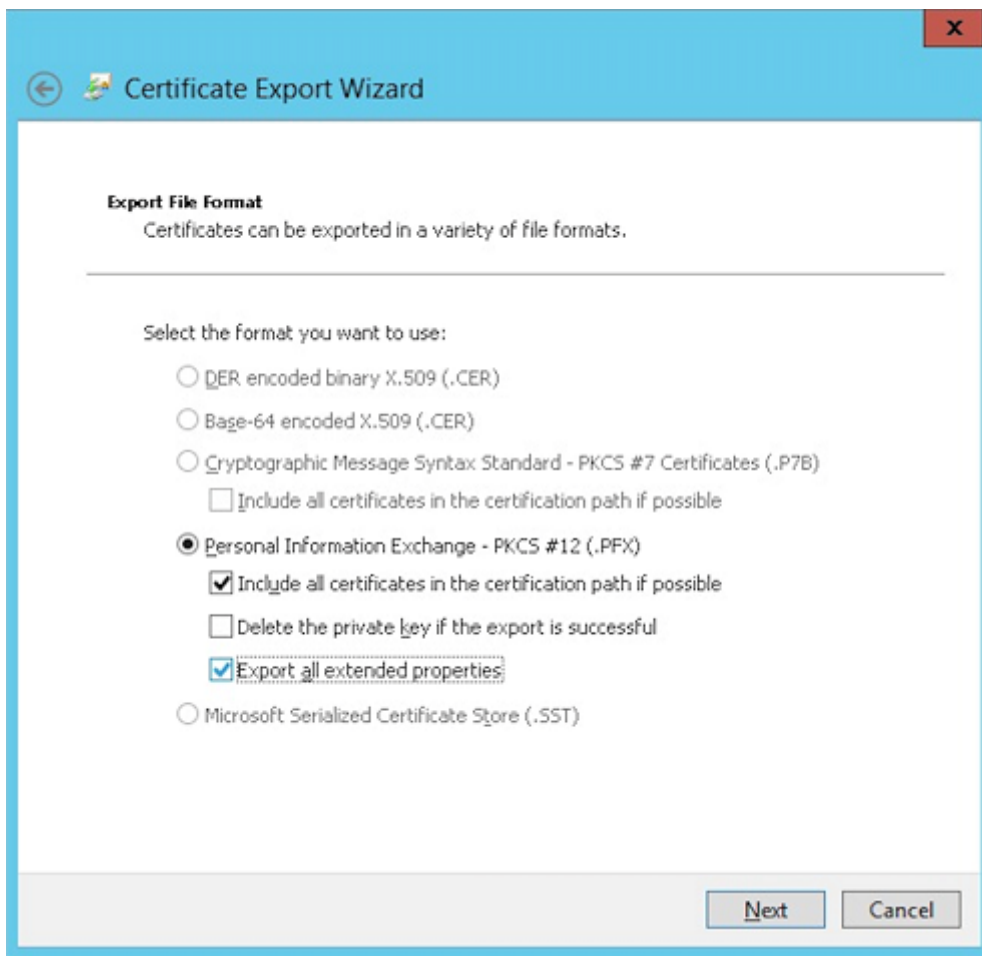 x
Certificate Export Wizard
Export File Format
Certificates can be exported in a variety of file formats.
Select the format you want to use:
DER encoded binary X.509 (.CER)
Base-64 encoded X.509 (.CER)
Cryptographic Message Syntax Standard - PKCS #7 Certificates (.P7B)
Include all certificates in the certification path if possible
Personal Information Exchange - PKCS #12 (.PFX)
Include all certificates in the certification path if possible
Delete the private key if the export is successful
Export all extended properties
Microsoft Serialized Certificate Store (.SST)
Next Cancel